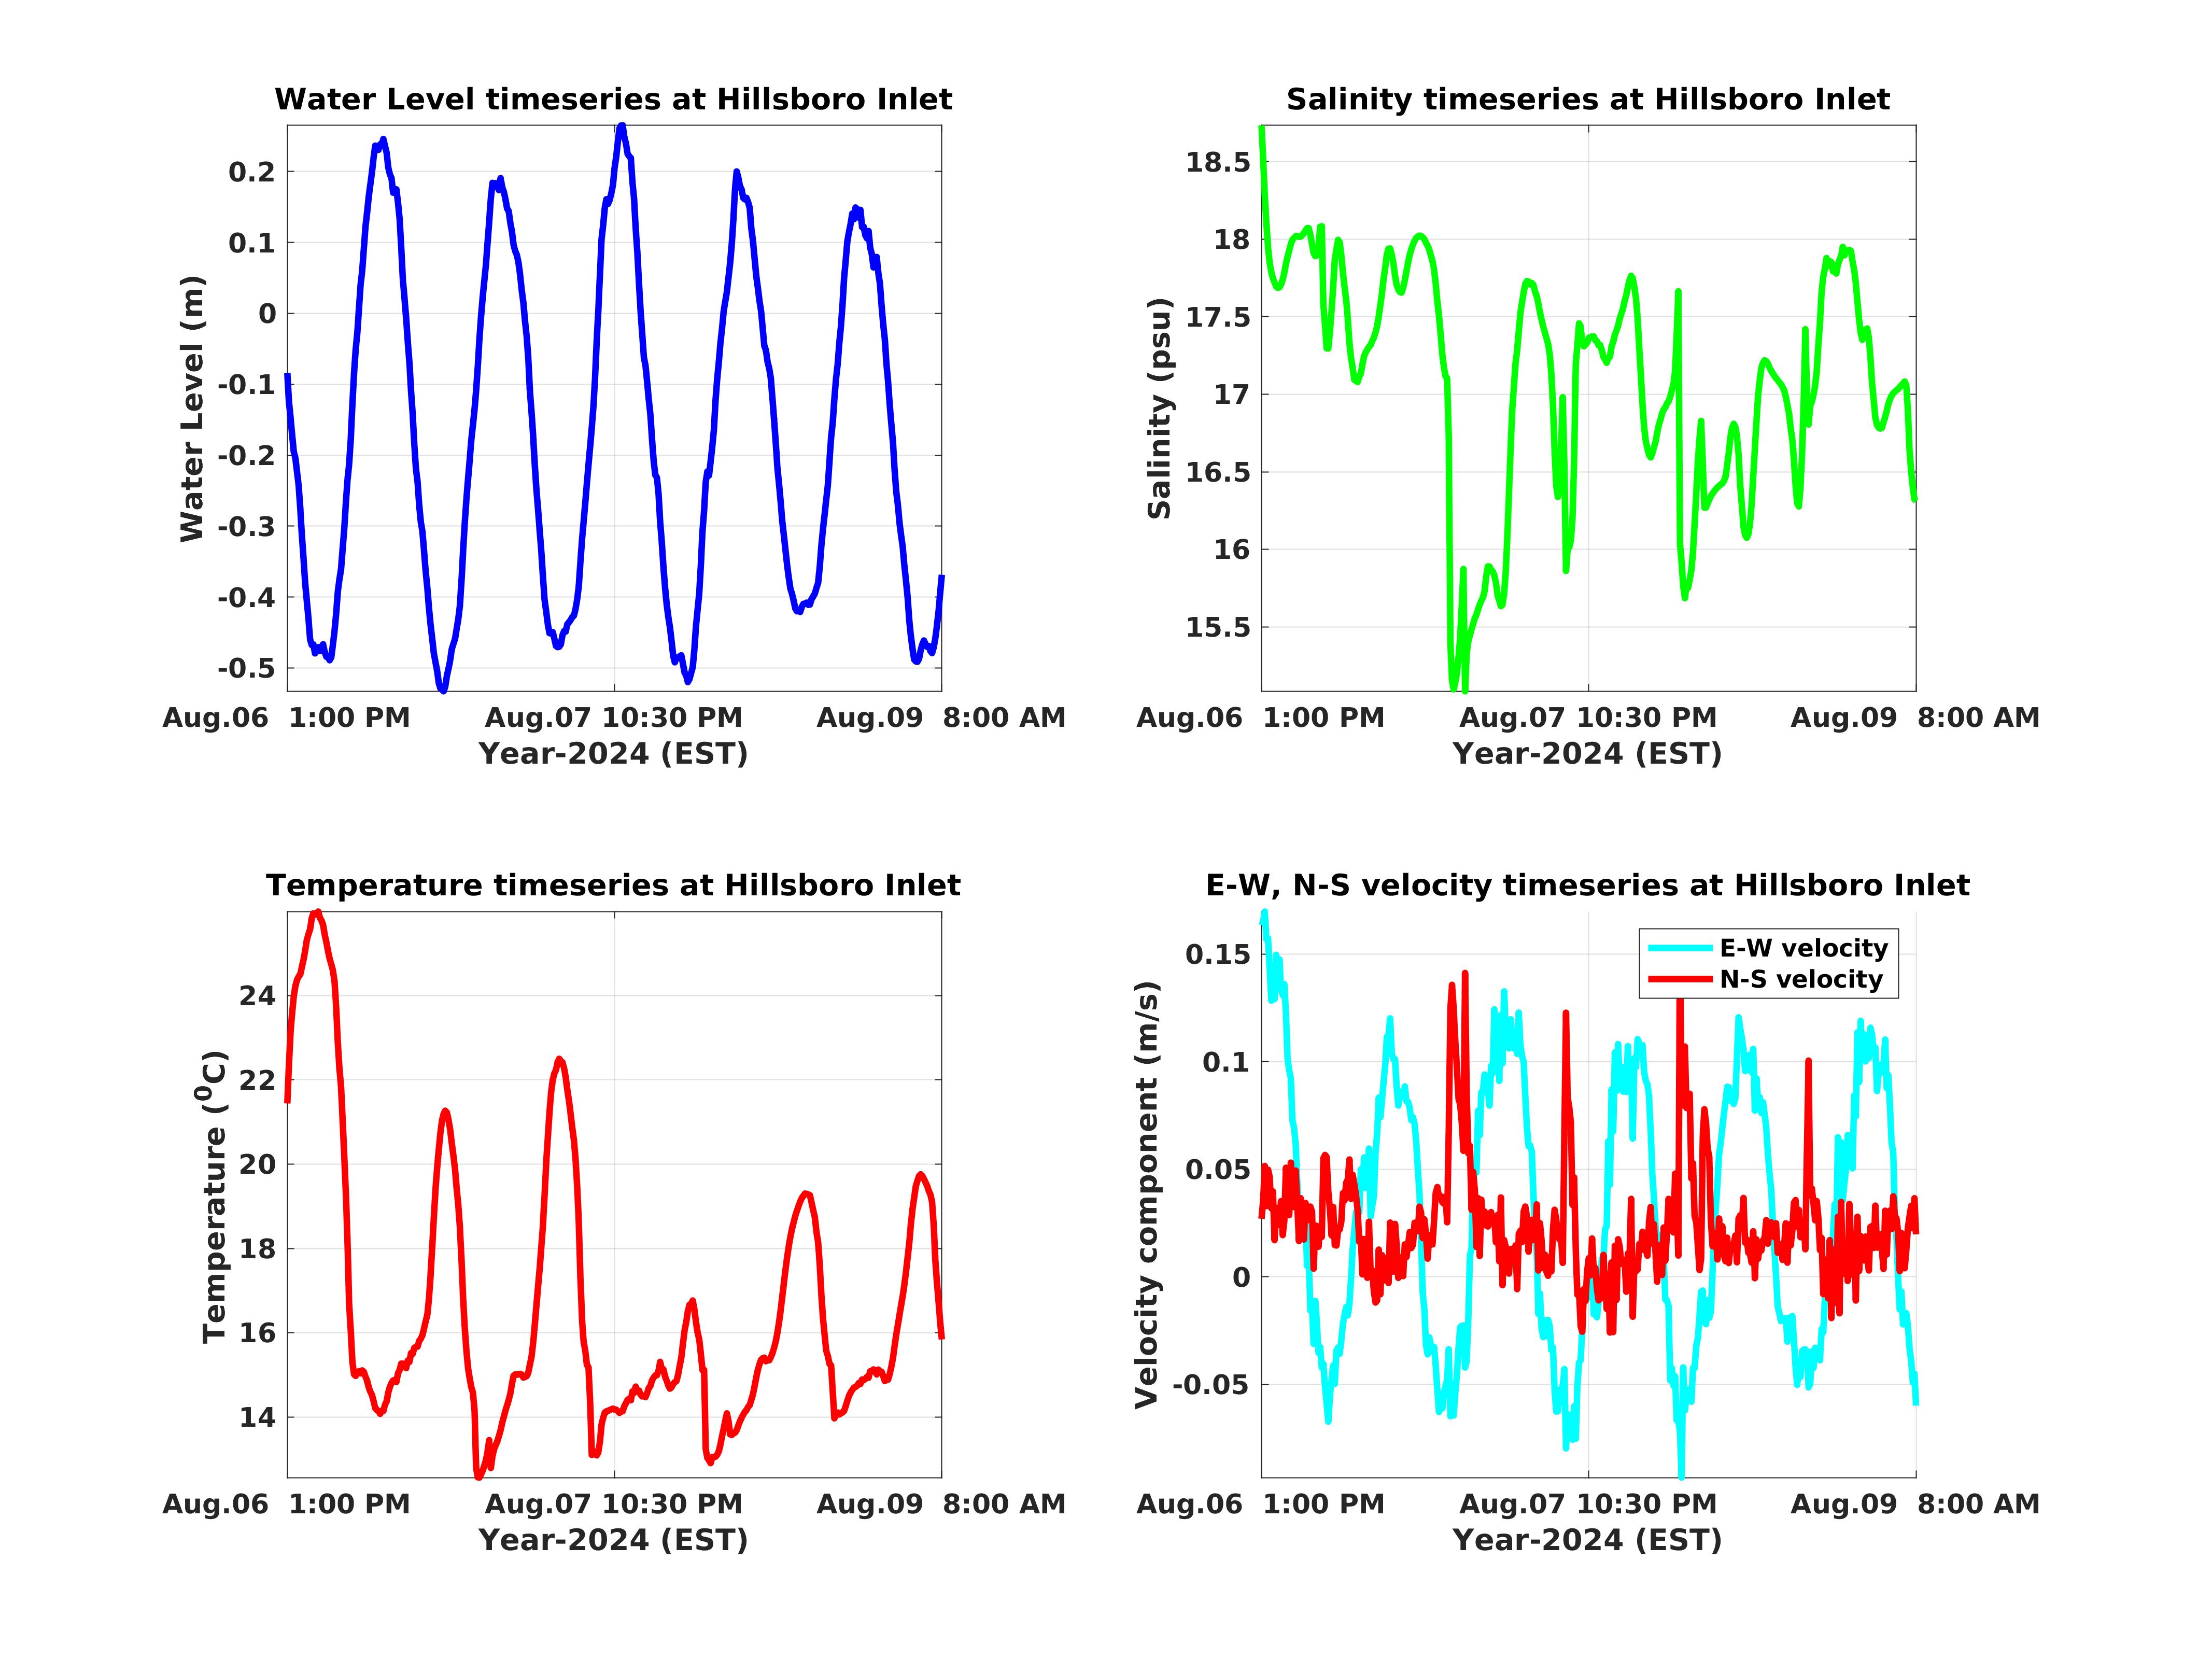 Water Level timeseries at Hillsboro Inlet
Water Level (m)
0.2
0.1
0
-0.1
-0.2
-0.3
-0.4
-0.5
Aug.06 1:00 PM Aug.07 10:30 PM Aug.09 8:00 AM
Year-2024 (EST)
Salinity timeseries at Hillsboro Inlet
Salinity (psu)
18.5
18
17.5
17
16.5
16
15.5
Aug.06 1:00 PM Aug.07 10:30 PM Aug.09 8:00 AM
Year-2024 (EST)
Temperature timeseries at Hillsboro Inlet
Temperature (⁰C)
24
22
20
18
16
14
Aug.06 1:00 PM Aug.07 10:30 PM Aug.09 8:00 AM
Year-2024 (EST)
E-W, N-S velocity timeseries at Hillsboro Inlet
E-W velocity
N-S velocity
Velocity component (m/s)
0.15
0.1
0.05
0
-0.05
Aug.06 1:00 PM Aug.07 10:30 PM Aug.09 8:00 AM
Year-2024 (EST)